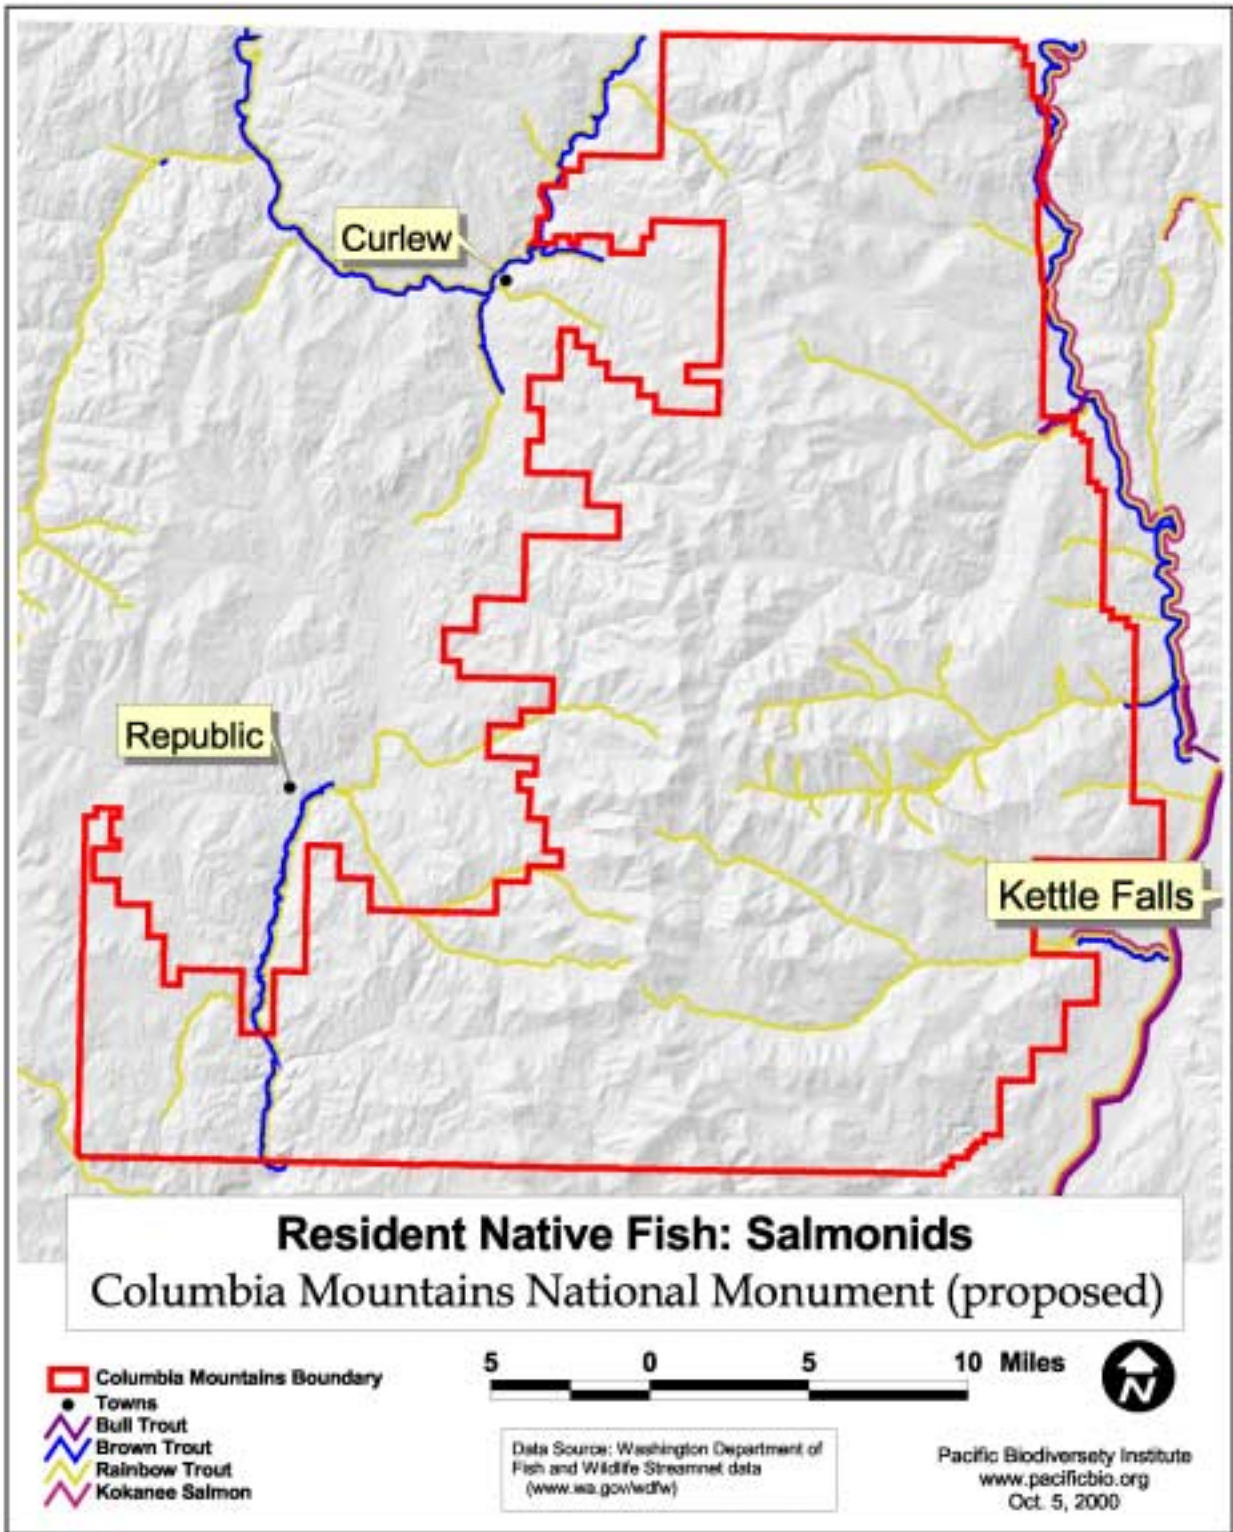 Curlew
Republic
Kettle Falls
Resident Native Fish: Salmonids
Columbia Mountains National Monument (proposed)
Columbia Mountains Boundary
Towns
Bull Trout
Brown Trout
Rainbow Trout
Kokanee Salmon
5 0 5 10 Miles
N
Data Source: Washington Department of
Fish and Wildlife Streamnet data
(www.wa.gov/wdfw)
Pacific Biodiversety Institute
www.pacificbio.org
Oct. 5, 2000